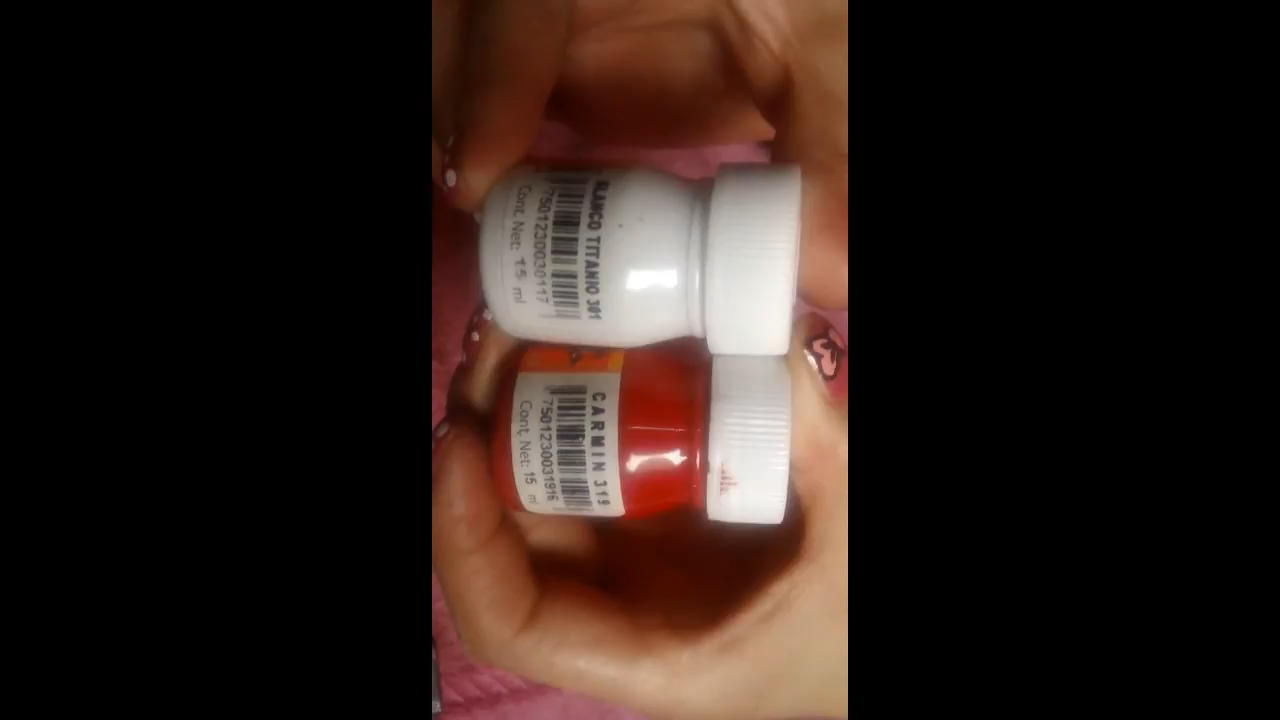 BLANCO TITANIO 301
7501230030117
Cont. Net: 15 ml
CARMIN 319
7501230031916
Cont. Net: 15 ml